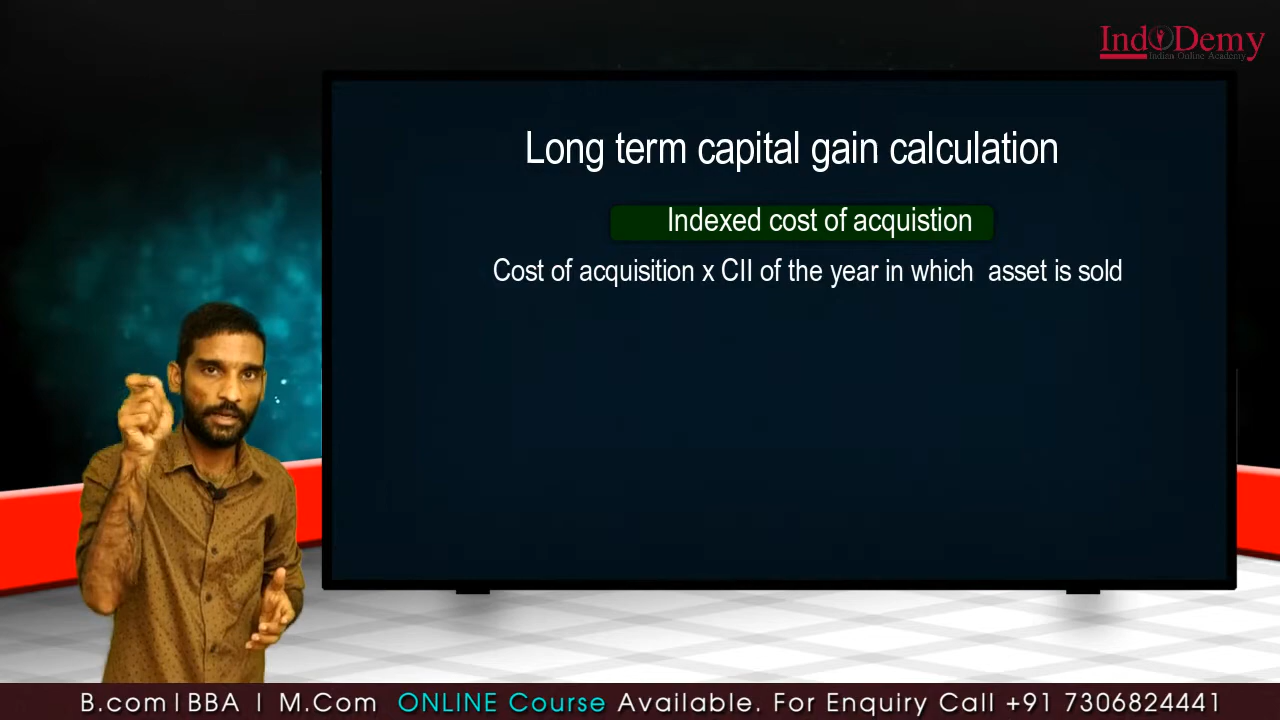 IndoDemy
Indian Online Academy
Long term capital gain calculation
Indexed cost of acquistion
Cost of acquisition x CII of the year in which asset is sold
B.com|BBA | M.Com ONLINE Course Available. For Enquiry Call +91 7306824441